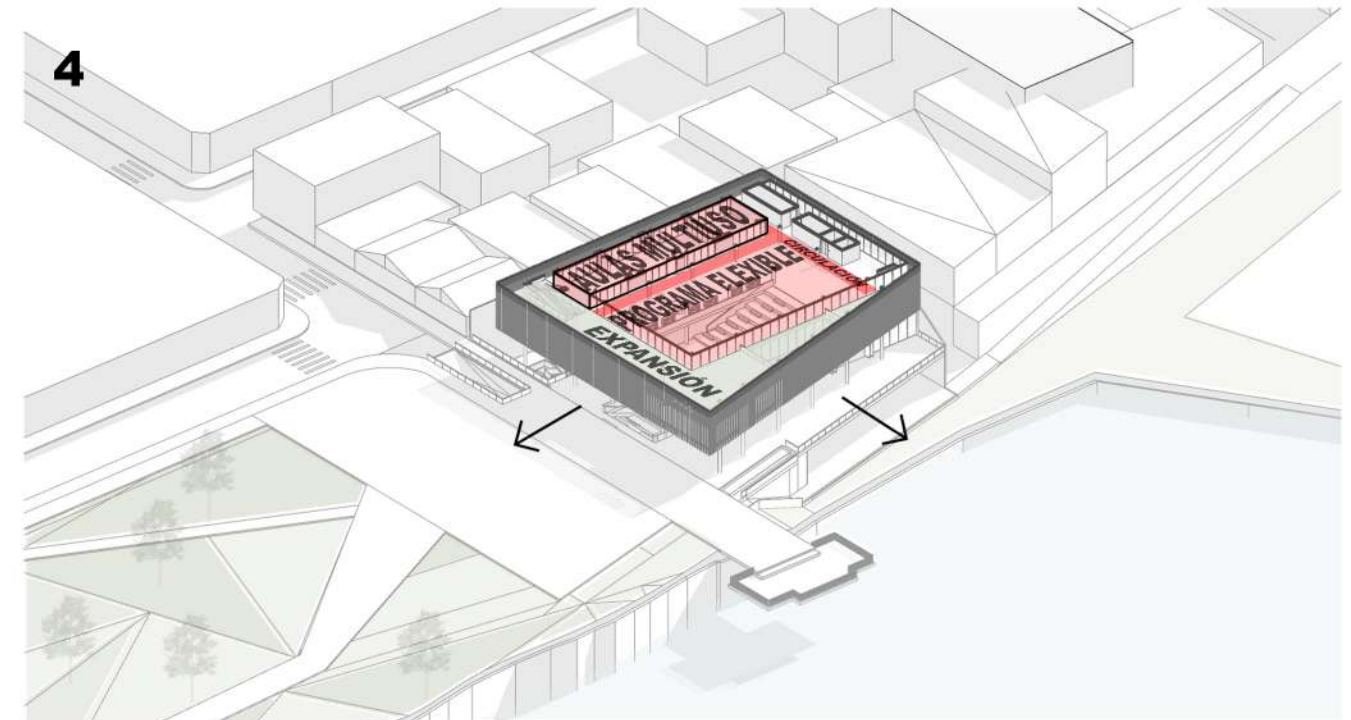 4
AULAS MULTIUSO
PROGRAMA FLEXIBLE
CIRCULACIÓN
EXPANSIÓN